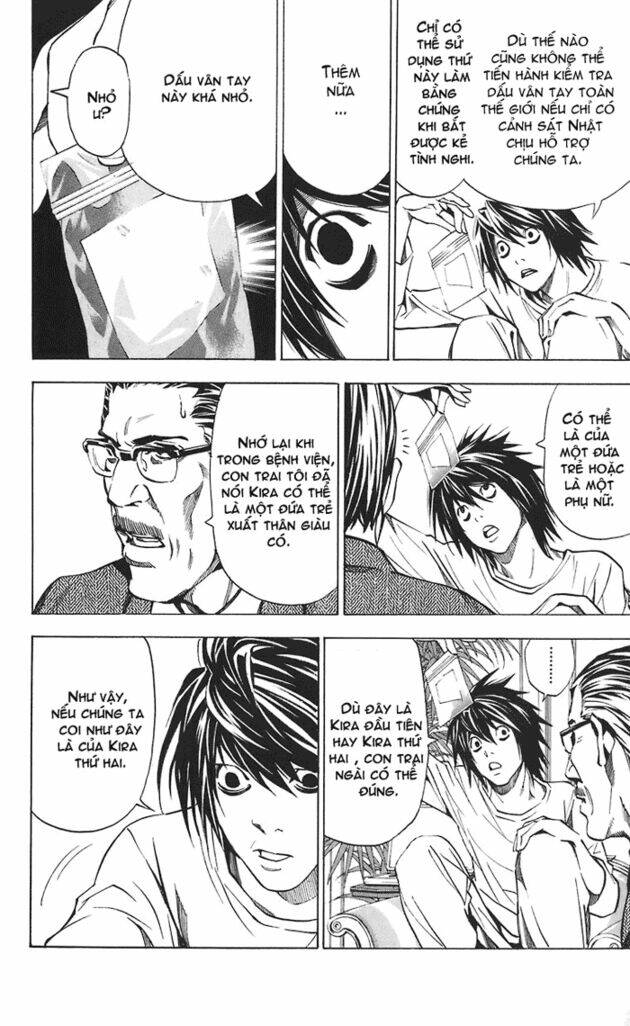 DÙ THẾ NÀO
CŨNG KHÔNG THỂ
TIẾN HÀNH KIỂM TRA
DẤU VÂN TAY TOÀN
THẾ GIỚI NẾU CHỈ CÓ
CẢNH SÁT NHẬT
CHỊU HỖ TRỢ
CHÚNG TA.
CHỈ CÓ
THỂ SỬ
DỤNG THỨ
NÀY LÀM
BẰNG
CHỨNG
KHI BẮT
ĐƯỢC KẺ
TÌNH NGHI.
THÊM
NỮA
...
DẤU VÂN TAY
NÀY KHÁ NHỎ.
NHỎ
Ư?
CÓ THỂ
LÀ CỦA
MỘT ĐỨA
TRẺ HOẶC
LÀ MỘT
PHỤ NỮ.
NHỚ LẠI KHI
TRONG BỆNH VIỆN,
CON TRAI TÔI ĐÃ
NÓI KIRA CÓ THỂ
LÀ MỘT ĐỨA TRẺ
XUẤT THÂN GIÀU
CÓ.
........
DÙ ĐÂY LÀ
KIRA ĐẦU TIÊN
HAY KIRA THỨ
HAI , CON TRAI
NGÀI CÓ THỂ
ĐÚNG.
NHƯ VẬY,
NẾU CHÚNG TA
COI NHƯ ĐÂY
LÀ CỦA KIRA
THỨ HAI.